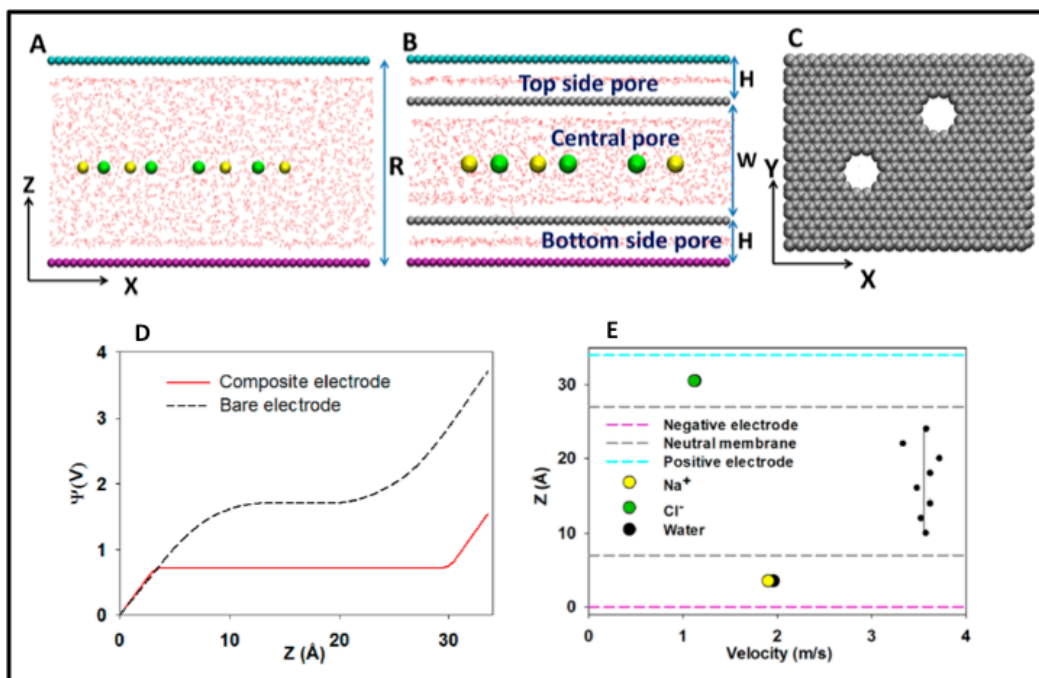 A
B
C
Top side pore
H
Central pore
Z
R
W
Y
Bottom side pore
H
X
X
D
E
4
3
2
1
0
Ψ(V)
Composite electrode
Bare electrode
0
10
20
30
Z (Å)
30
20
10
0
Z (Å)
Negative electrode
Neutral membrane
Positive electrode
Na⁺
Cl⁻
Water
0
1
2
3
4
Velocity (m/s)